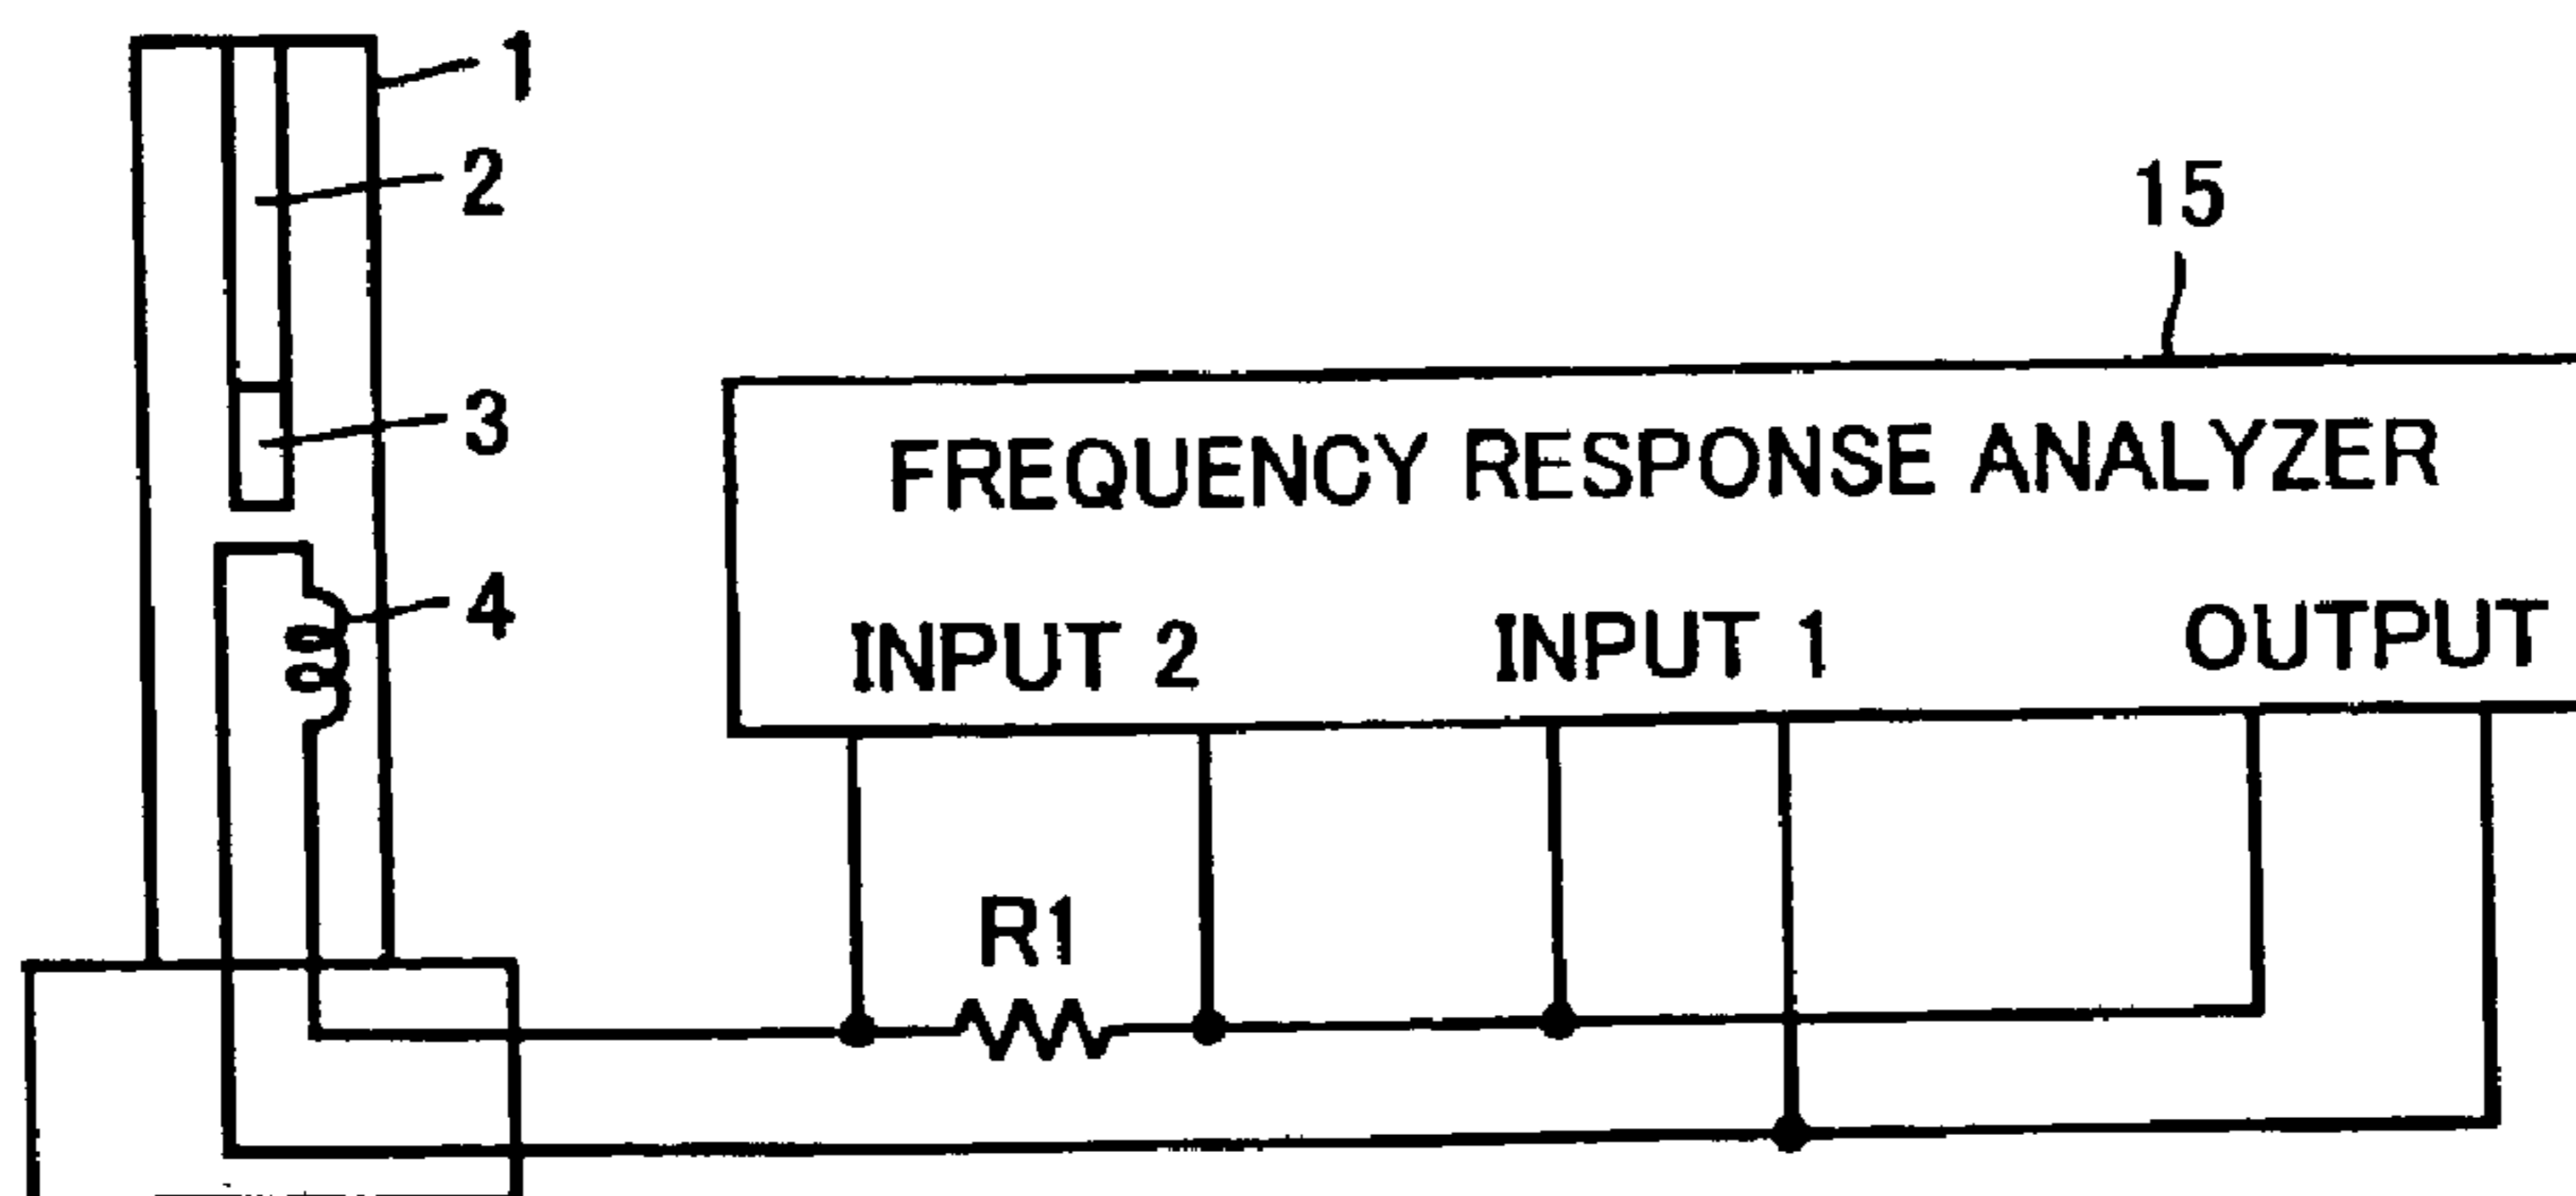 1
2
15
3
FREQUENCY RESPONSE ANALYZER
4
INPUT 2 INPUT 1 OUTPUT
R1